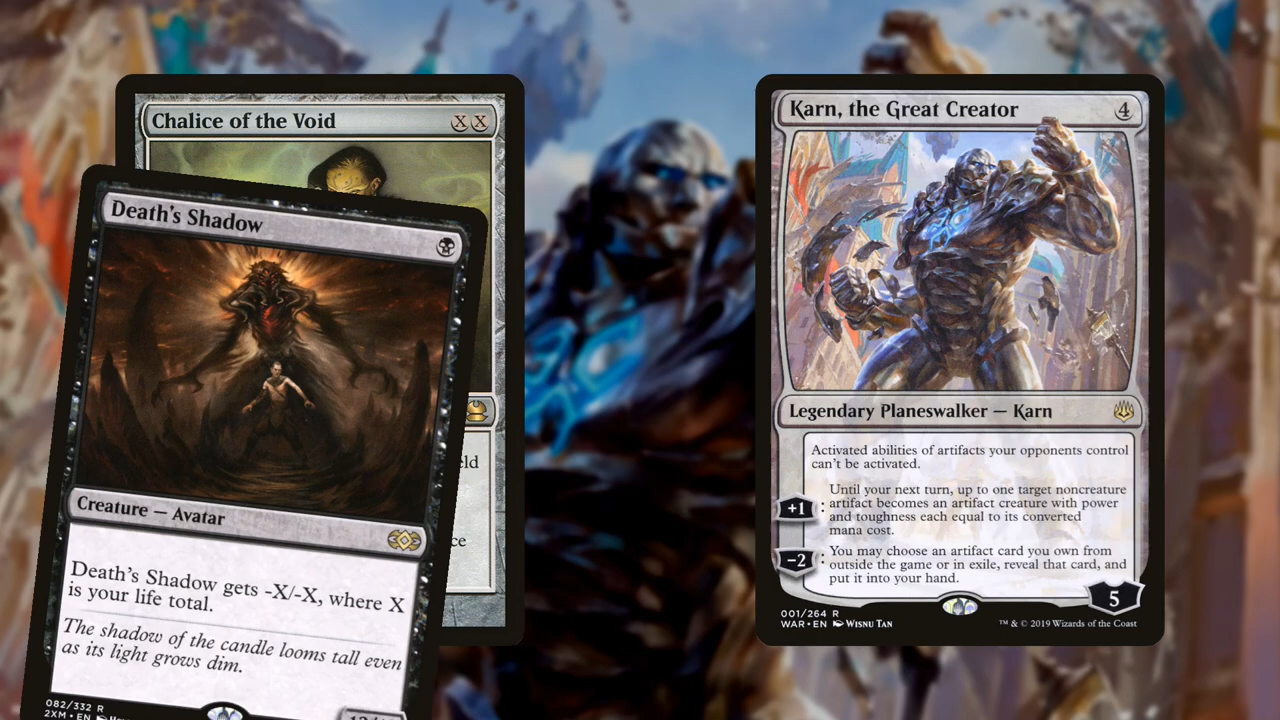 Chalice of the Void XX
eld
ce
Death's Shadow
Creature — Avatar
Death's Shadow gets -X/-X, where X
is your life total.
The shadow of the candle looms tall even
as its light grows dim.
082/332 R
2XM • EN
Karn, the Great Creator 4
Legendary Planeswalker — Karn
Activated abilities of artifacts your opponents control
can't be activated.
+1: Until your next turn, up to one target noncreature
artifact becomes an artifact creature with power
and toughness each equal to its converted
mana cost.
−2: You may choose an artifact card you own from
outside the game or in exile, reveal that card, and
put it into your hand.
5
001/264 R
WAR • EN Wisnu Tan
™ & © 2019 Wizards of the Coast